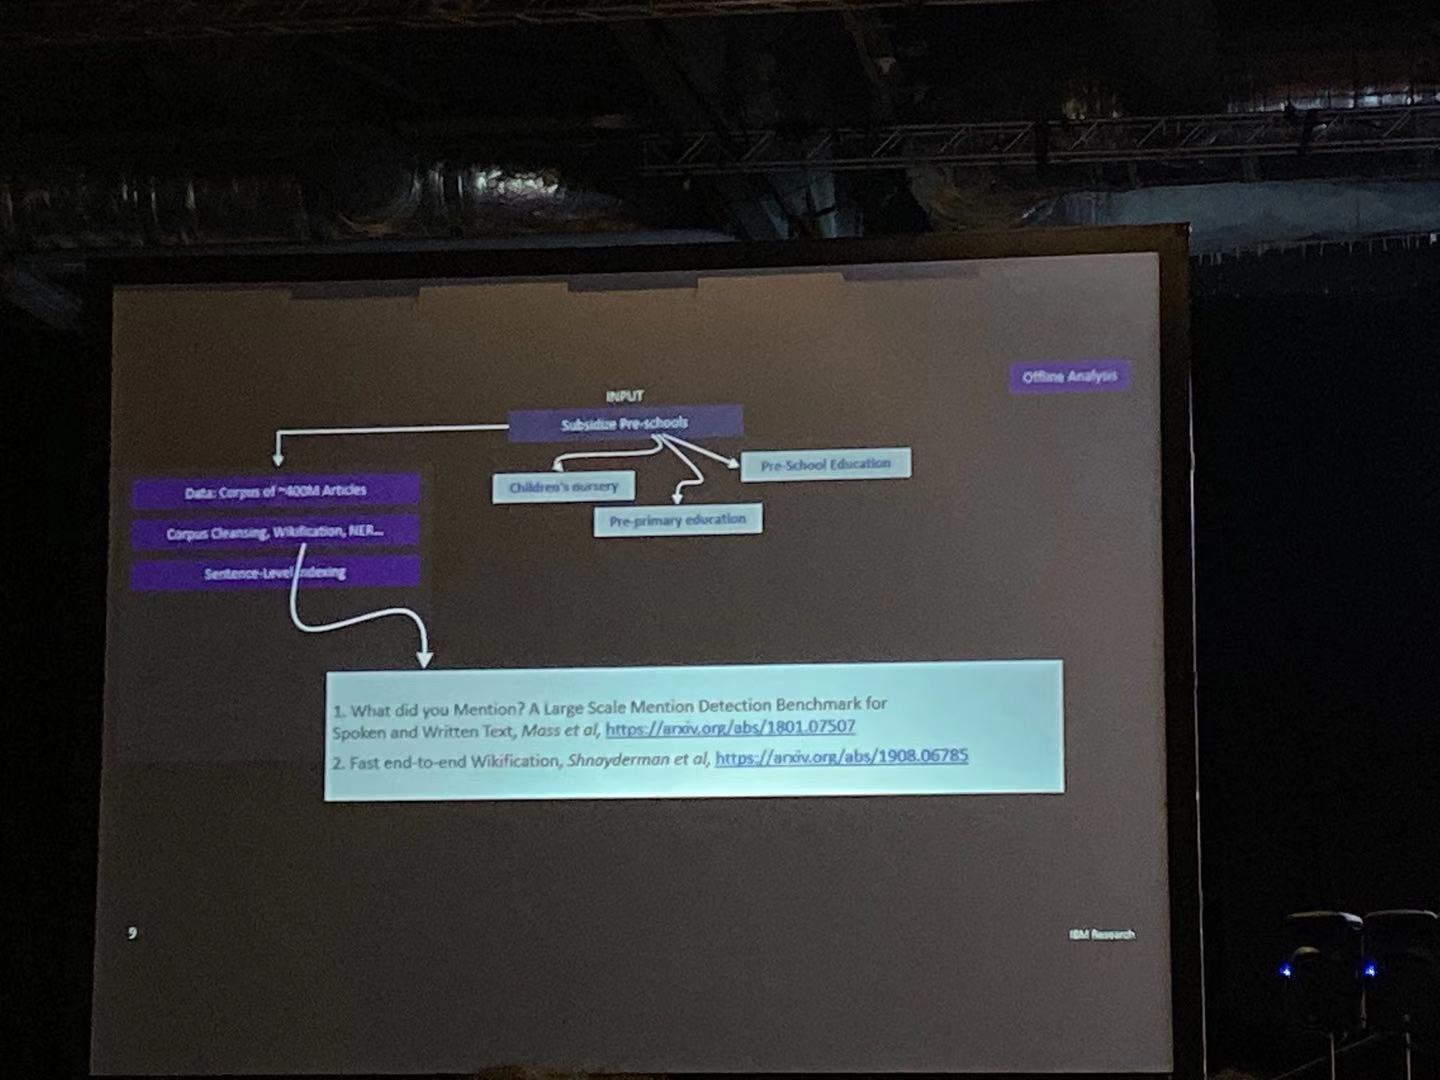 Offline Analysis
INPUT
Subsidize Pre-schools
Pre-School Education
Children's nursery
Pre-primary education
Data: Corpus of ~400M Articles
Corpus Cleansing, Wikification, NER...
Sentence-Level Indexing
1. What did you Mention? A Large Scale Mention Detection Benchmark for
Spoken and Written Text, Mass et al, https://arxiv.org/abs/1801.07507
2. Fast end-to-end Wikification, Shnayderman et al, https://arxiv.org/abs/1908.06785
9
IBM Research